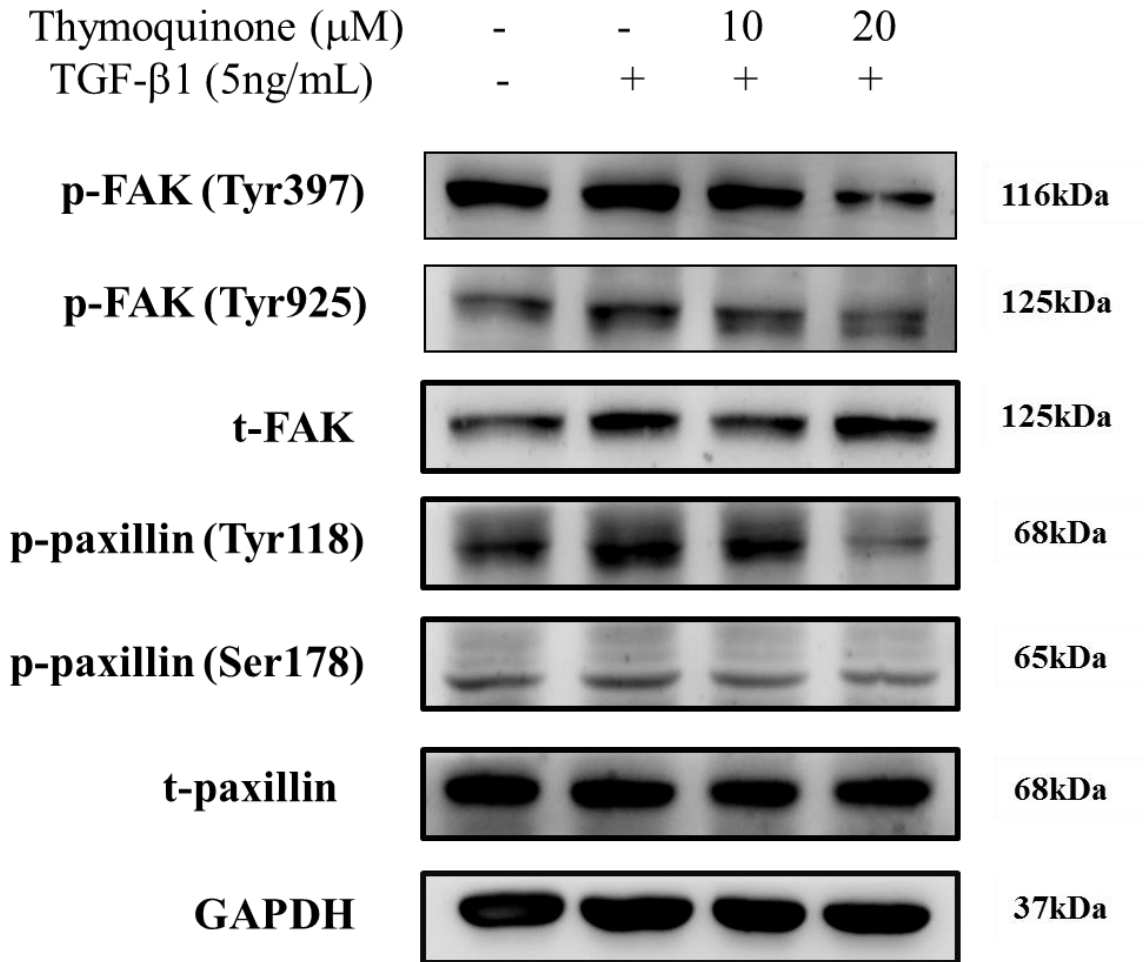 Thymoquinone (μM) - - 10 20
TGF-β1 (5ng/mL) - + + +
p-FAK (Tyr397) 116kDa
p-FAK (Tyr925) 125kDa
t-FAK 125kDa
p-paxillin (Tyr118) 68kDa
p-paxillin (Ser178) 65kDa
t-paxillin 68kDa
GAPDH 37kDa